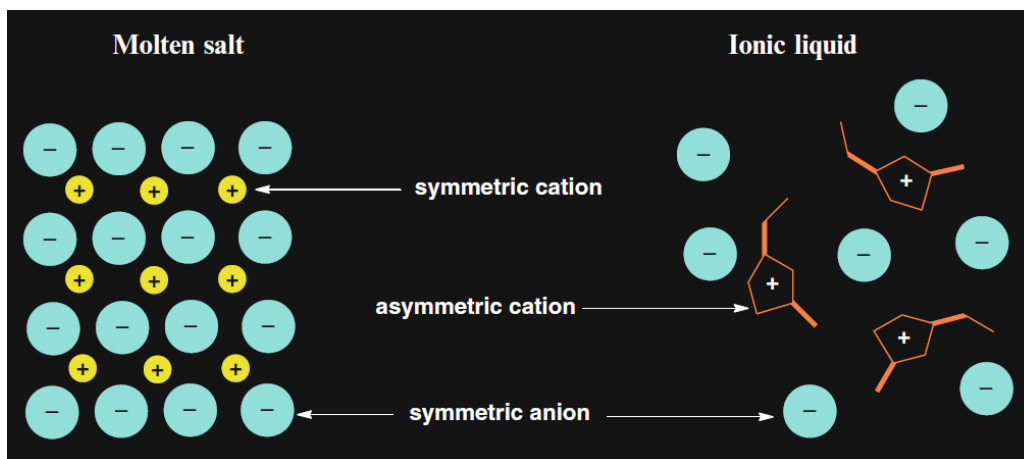 Molten salt
Ionic liquid
− − − −
+ + +
symmetric cation
− − − −
+ + +
asymmetric cation
− − − −
+ + +
− − − −
symmetric anion
−
−
+
−
+
−
−
+
−
−